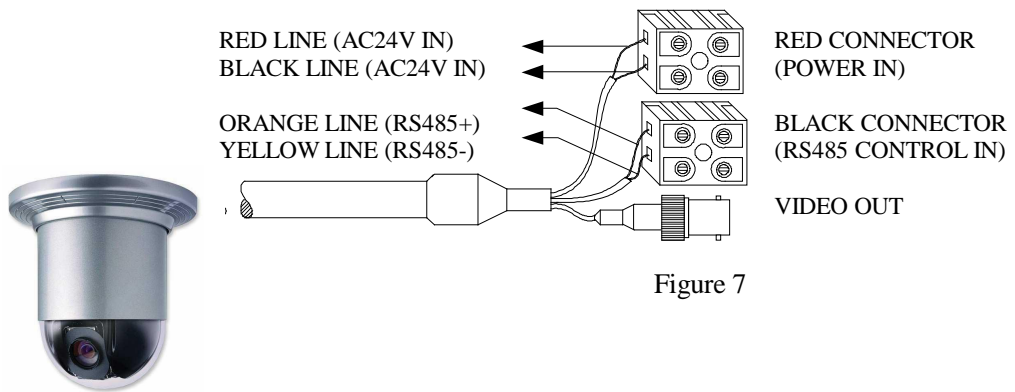 RED LINE (AC24V IN)
BLACK LINE (AC24V IN)
ORANGE LINE (RS485+)
YELLOW LINE (RS485-)
RED CONNECTOR
(POWER IN)
BLACK CONNECTOR
(RS485 CONTROL IN)
VIDEO OUT
Figure 7